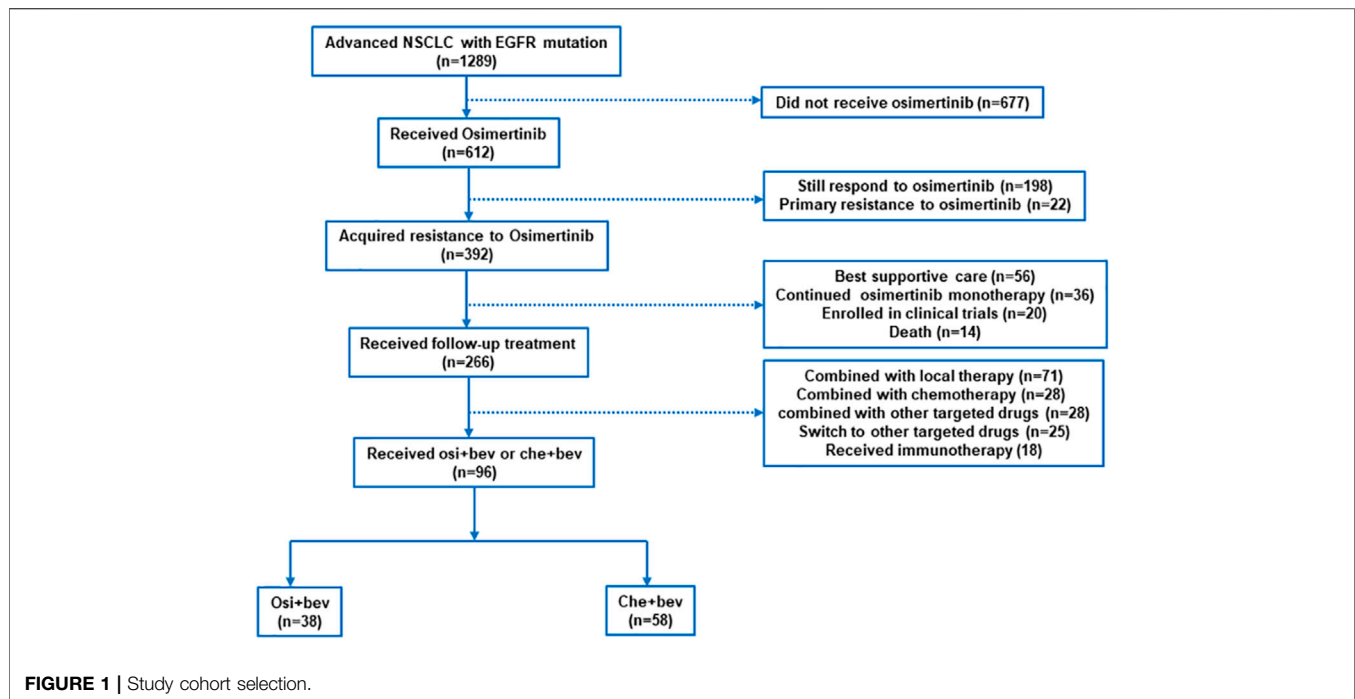 Advanced NSCLC with EGFR mutation
(n=1289)
Did not receive osimertinib (n=677)
Received Osimertinib
(n=612)
Still respond to osimertinib (n=198)
Primary resistance to osimertinib (n=22)
Acquired resistance to Osimertinib
(n=392)
Best supportive care (n=56)
Continued osimertinib monotherapy (n=36)
Enrolled in clinical trials (n=20)
Death (n=14)
Received follow-up treatment
(n=266)
Combined with local therapy (n=71)
Combined with chemotherapy (n=28)
combined with other targeted drugs (n=28)
Switch to other targeted drugs (n=25)
Received immunotherapy (18)
Received osi+bev or che+bev
(n=96)
Osi+bev
(n=38)
Che+bev
(n=58)
FIGURE 1 | Study cohort selection.